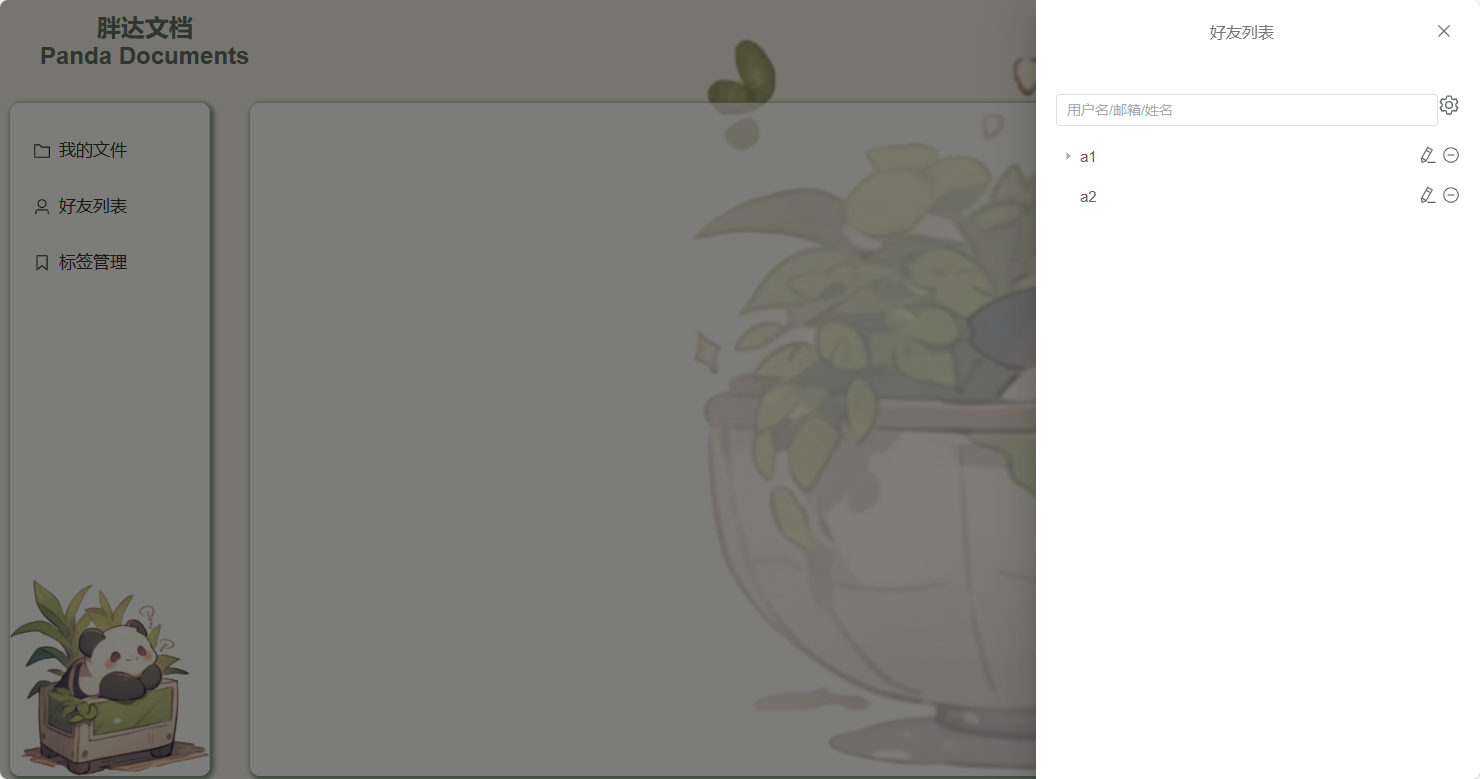 胖达文档
Panda Documents
我的文件
好友列表
标签管理
好友列表
用户名/邮箱/姓名
a1
a2